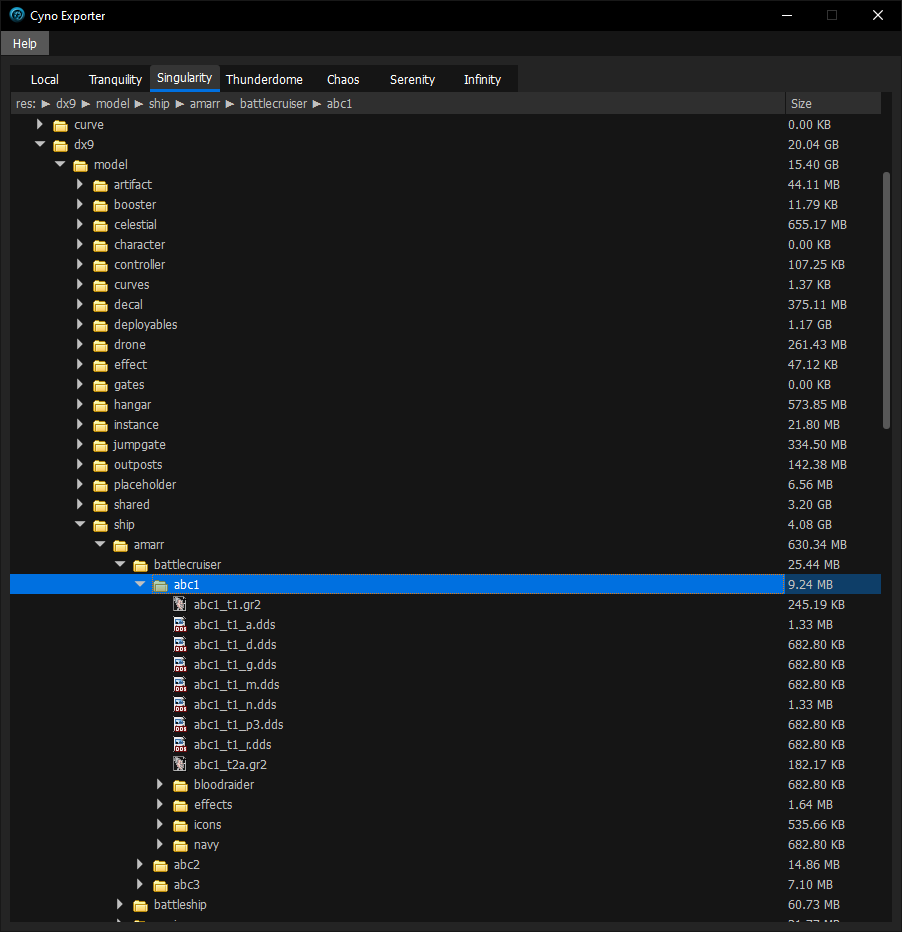 Cyno Exporter
Help
Local Tranquility Singularity Thunderdome Chaos Serenity Infinity
res: ▶ dx9 ▶ model ▶ ship ▶ amarr ▶ battlecruiser ▶ abc1 Size
curve 0.00 KB
dx9 20.04 GB
model 15.40 GB
artifact 44.11 MB
booster 11.79 KB
celestial 655.17 MB
character 0.00 KB
controller 107.25 KB
curves 1.37 KB
decal 375.11 MB
deployables 1.17 GB
drone 261.43 MB
effect 47.12 KB
gates 0.00 KB
hangar 573.85 MB
instance 21.80 MB
jumpgate 334.50 MB
outposts 142.38 MB
placeholder 6.56 MB
shared 3.20 GB
ship 4.08 GB
amarr 630.34 MB
battlecruiser 25.44 MB
abc1 9.24 MB
abc1_t1.gr2 245.19 KB
abc1_t1_a.dds 1.33 MB
abc1_t1_d.dds 682.80 KB
abc1_t1_g.dds 682.80 KB
abc1_t1_m.dds 682.80 KB
abc1_t1_n.dds 1.33 MB
abc1_t1_p3.dds 682.80 KB
abc1_t1_r.dds 682.80 KB
abc1_t2a.gr2 182.17 KB
bloodraider 682.80 KB
effects 1.64 MB
icons 535.66 KB
navy 682.80 KB
abc2 14.86 MB
abc3 7.10 MB
battleship 60.73 MB